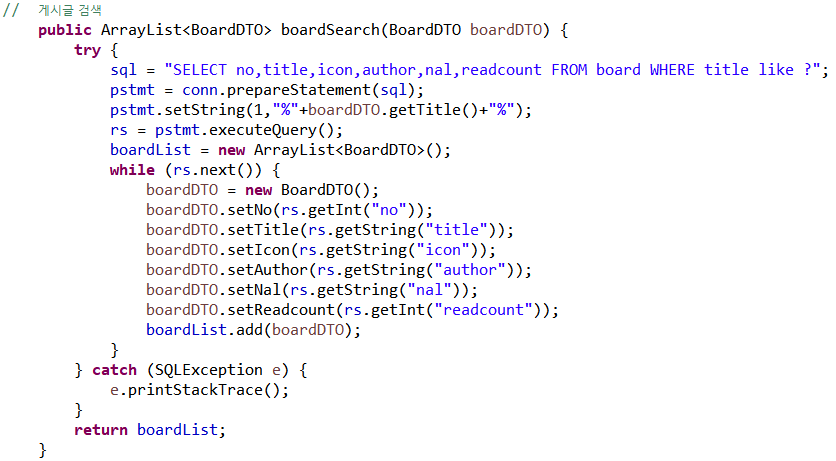 //  게시글 검색
    public ArrayList<BoardDTO> boardSearch(BoardDTO boardDTO) {
        try {
            sql = "SELECT no,title,icon,author,nal,readcount FROM board WHERE title like ?";
            pstmt = conn.prepareStatement(sql);
            pstmt.setString(1,"%"+boardDTO.getTitle()+"%");
            rs = pstmt.executeQuery();
            boardList = new ArrayList<BoardDTO>();
            while (rs.next()) {
                boardDTO = new BoardDTO();
                boardDTO.setNo(rs.getInt("no"));
                boardDTO.setTitle(rs.getString("title"));
                boardDTO.setIcon(rs.getString("icon"));
                boardDTO.setAuthor(rs.getString("author"));
                boardDTO.setNal(rs.getString("nal"));
                boardDTO.setReadcount(rs.getInt("readcount"));
                boardList.add(boardDTO);
            }
        } catch (SQLException e) {
            e.printStackTrace();
        }
        return boardList;
    }